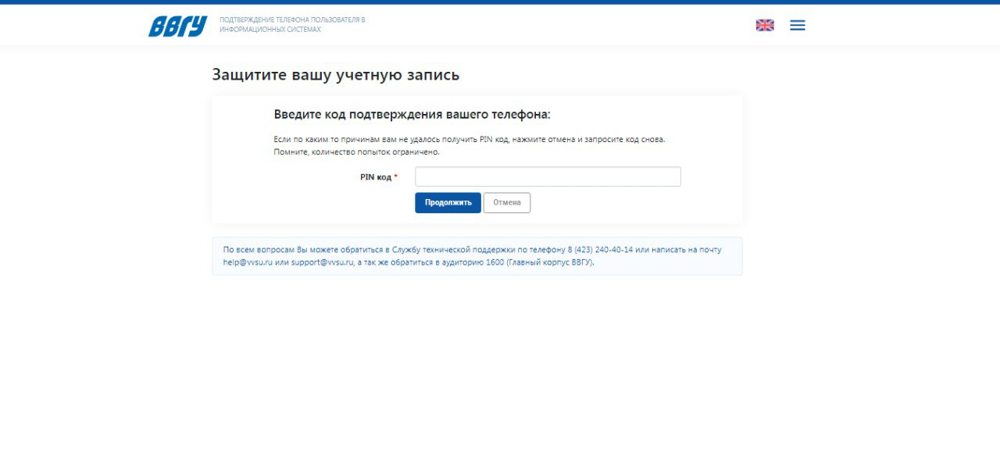 ВВГУ
ПОДТВЕРЖДЕНИЕ ТЕЛЕФОНА ПОЛЬЗОВАТЕЛЯ В
ИНФОРМАЦИОННЫХ СИСТЕМАХ
Защитите вашу учетную запись
Введите код подтверждения вашего телефона:
Если по каким то причинам вам не удалось получить PIN код, нажмите отмена и запросите код снова.
Помните, количество попыток ограничено.
PIN код *
Продолжить Отмена
По всем вопросам Вы можете обратиться в Службу технической поддержки по телефону 8 (423) 240-40-14 или написать на почту
help@vvsu.ru или support@vvsu.ru, а так же обратиться в аудиторию 1600 (Главный корпус ВВГУ).